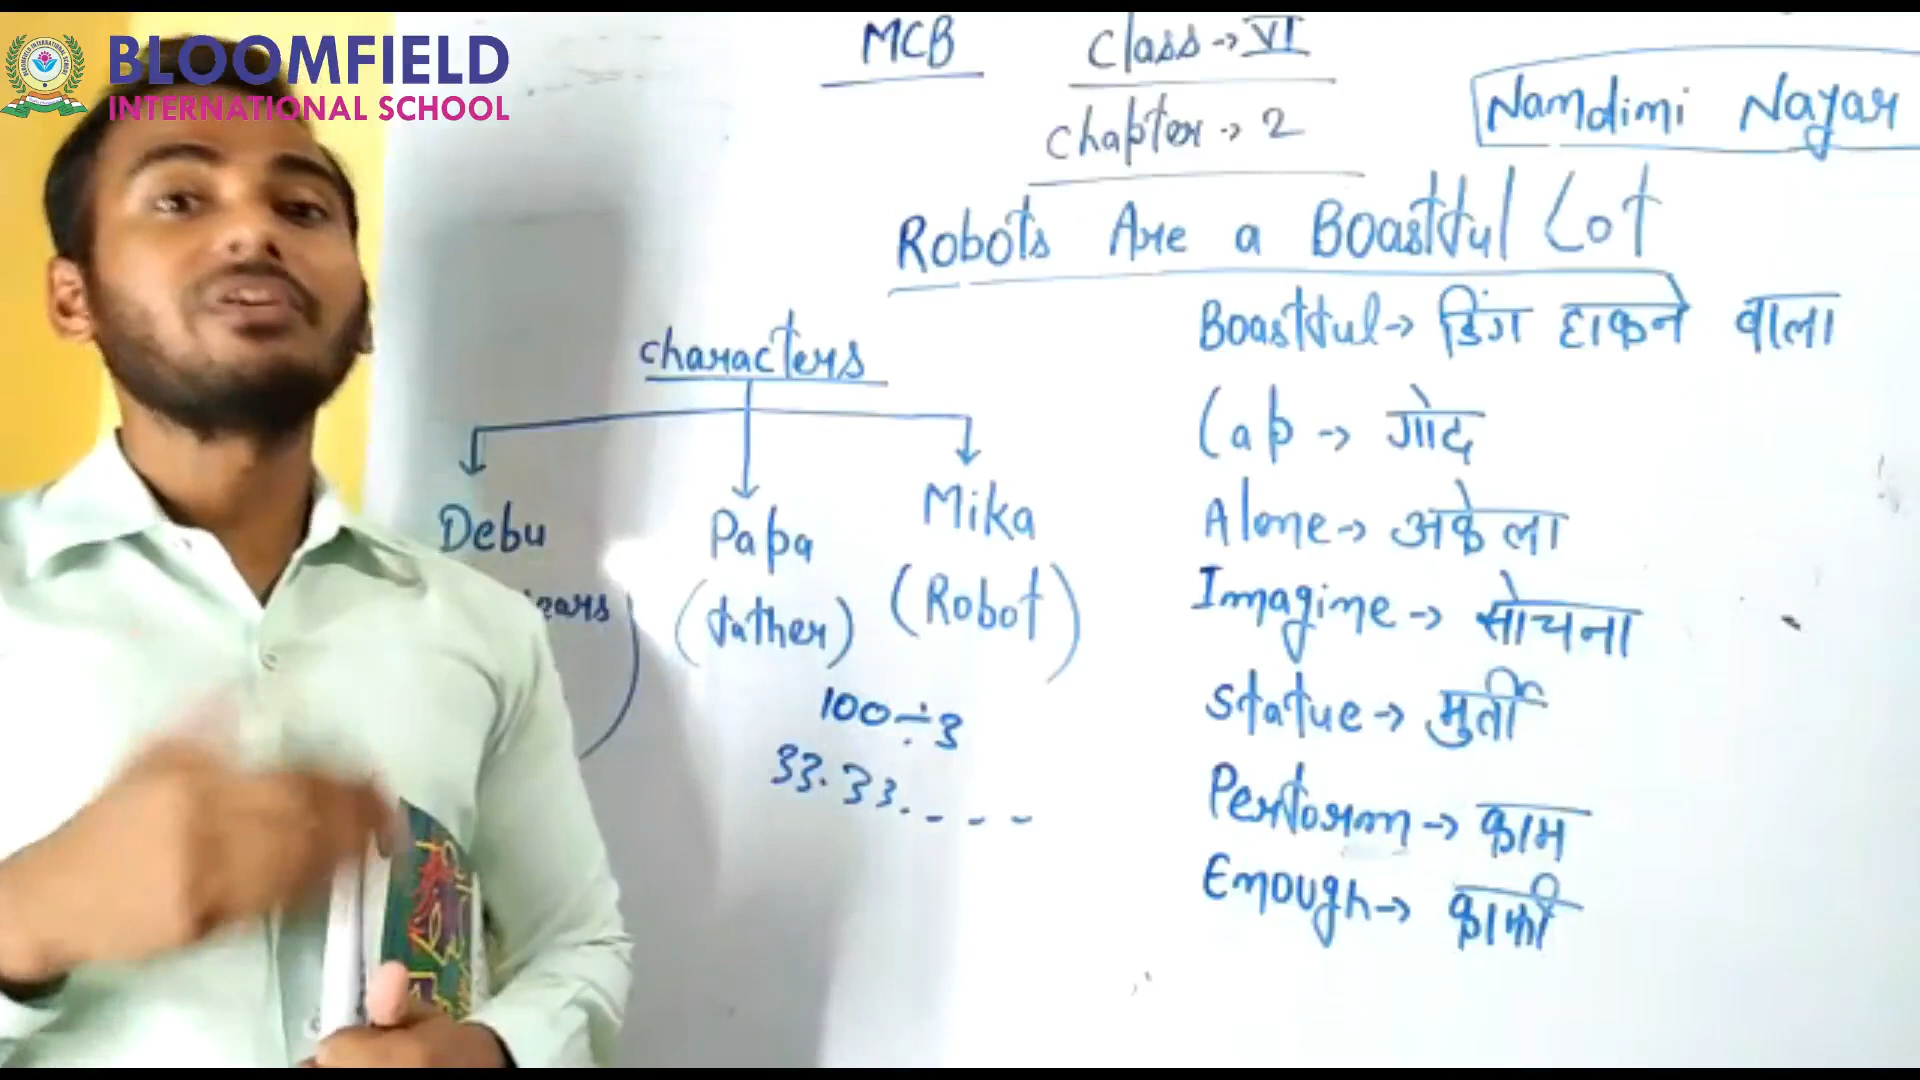 BLOOMFIELD
INTERNATIONAL SCHOOL
MCB
Class → VI
Chapter → 2
Namdimi Nayar
Robots Are a Boastful Lot
characters
Debu
Papa
(father)
Mika
(Robot)
100÷3
33.33. - - -
Boastful → डिंग हाकने वाला
Lap → गोद
Alone → अकेला
Imagine → सोचना
Statue → मुर्ती
Perform → काम
Enough → काफी